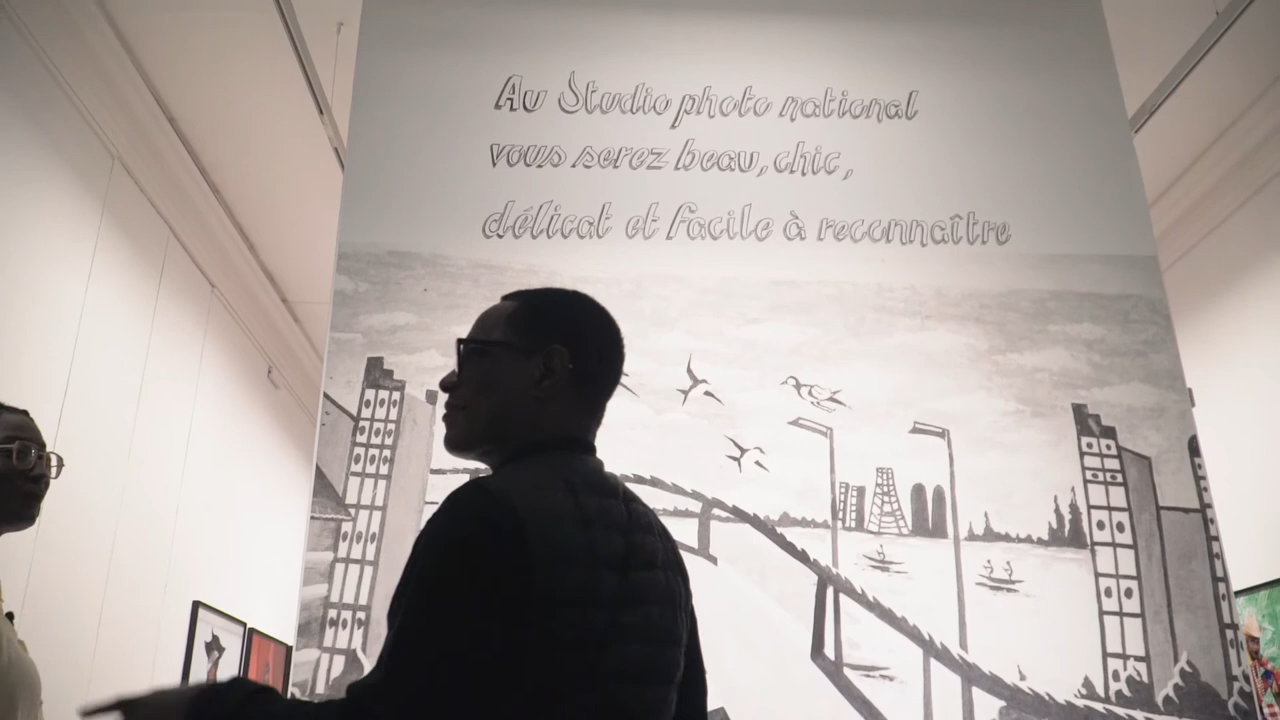 Au Studio photo national
vous serez beau, chic,
délicat et facile à reconnaître